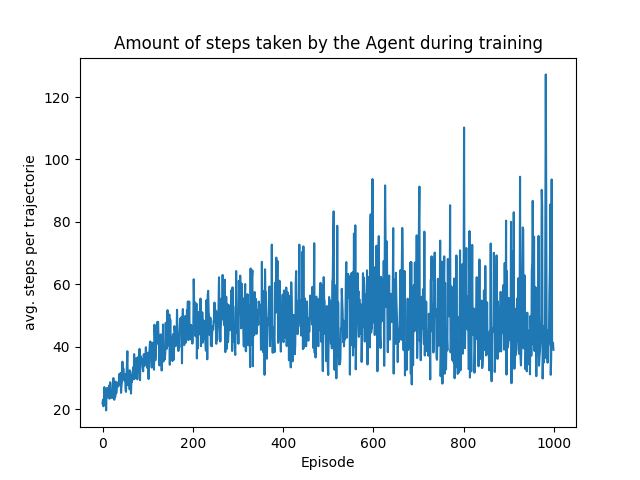 Amount of steps taken by the Agent during training
avg. steps per trajectorie
120
100
80
60
40
20
0 200 400 600 800 1000
Episode